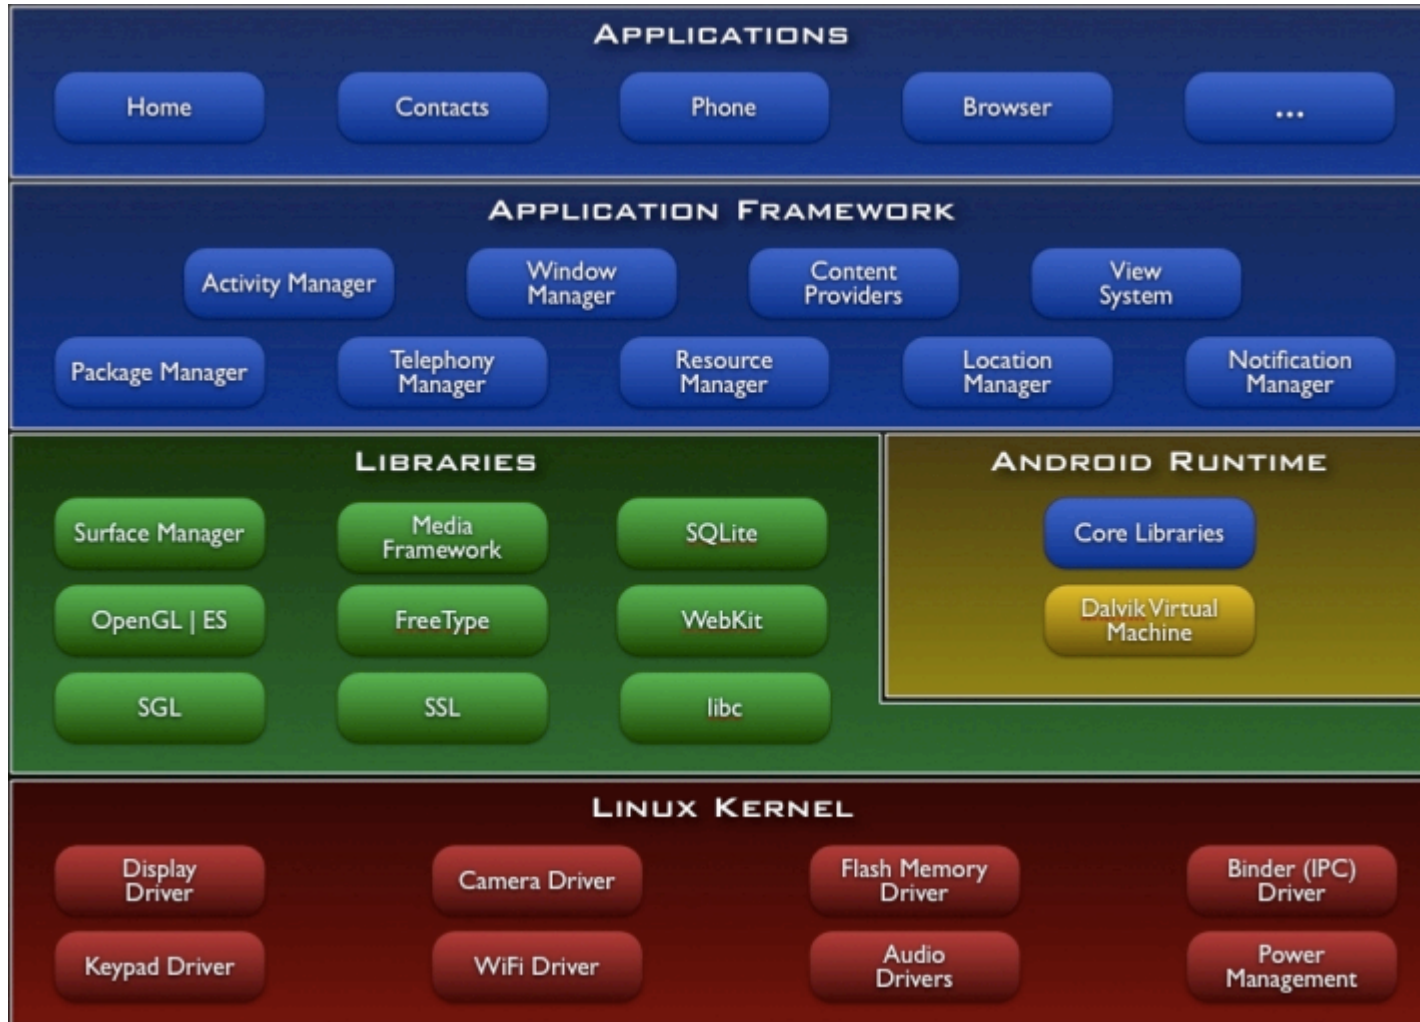 APPLICATIONS
Home
Contacts
Phone
Browser
...
APPLICATION FRAMEWORK
Activity Manager
Window
Manager
Content
Providers
View
System
Package Manager
Telephony
Manager
Resource
Manager
Location
Manager
Notification
Manager
LIBRARIES
Surface Manager
Media
Framework
SQLite
OpenGL | ES
FreeType
WebKit
SGL
SSL
libc
ANDROID RUNTIME
Core Libraries
Dalvik Virtual
Machine
LINUX KERNEL
Display
Driver
Camera Driver
Flash Memory
Driver
Binder (IPC)
Driver
Keypad Driver
WiFi Driver
Audio
Drivers
Power
Management